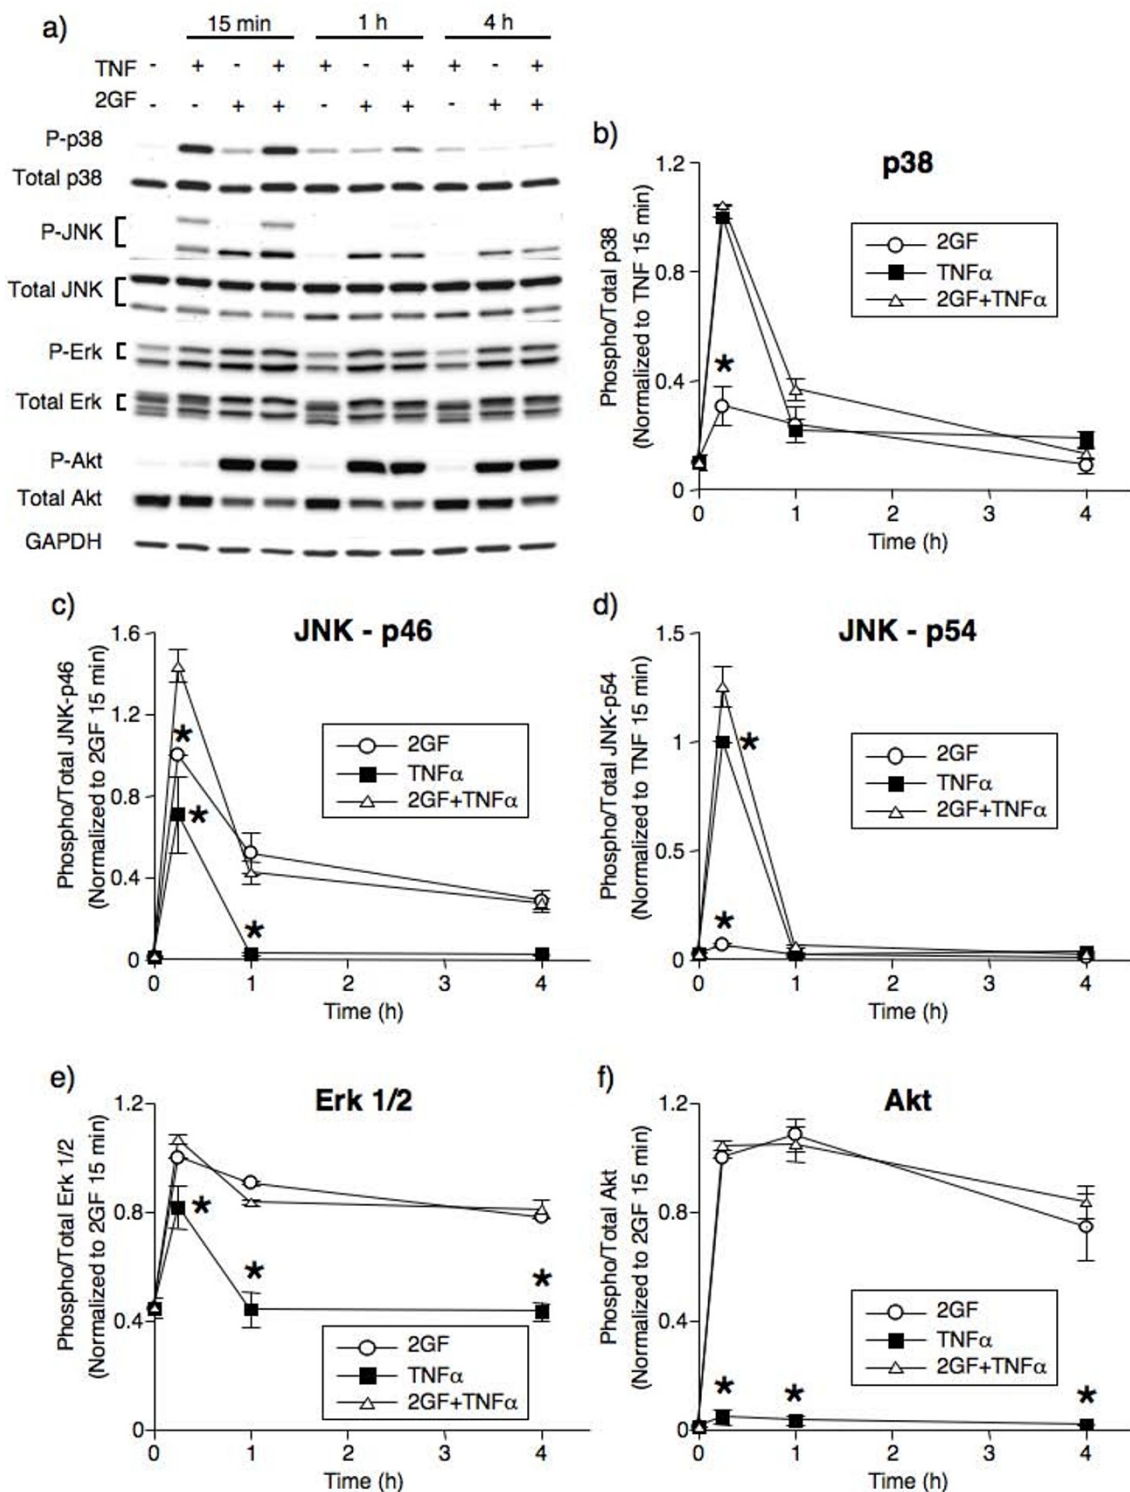 a)
15 min 1 h 4 h
TNF - + - + + - + + - +
2GF - - + + - + + - + +
P-p38
Total p38
P-JNK
Total JNK
P-Erk
Total Erk
P-Akt
Total Akt
GAPDH
b)
p38
Phospho/Total p38
(Normalized to TNF 15 min)
1.2
0.8
0.4
0
*
2GF
TNFα
2GF+TNFα
0 1 2 3 4
Time (h)
c)
JNK - p46
Phospho/Total JNK-p46
(Normalized to 2GF 15 min)
1.6
1.2
0.8
0.4
0
*
*
*
2GF
TNFα
2GF+TNFα
0 1 2 3 4
Time (h)
d)
JNK - p54
Phospho/Total JNK-p54
(Normalized to TNF 15 min)
1.5
1
0.5
0
*
*
2GF
TNFα
2GF+TNFα
0 1 2 3 4
Time (h)
e)
Erk 1/2
Phospho/Total Erk 1/2
(Normalized to 2GF 15 min)
1.2
0.8
0.4
0
*
*
*
2GF
TNFα
2GF+TNFα
0 1 2 3 4
Time (h)
f)
Akt
Phospho/Total Akt
(Normalized to 2GF 15 min)
1.2
0.8
0.4
0
2GF
TNFα
2GF+TNFα
* * *
0 1 2 3 4
Time (h)